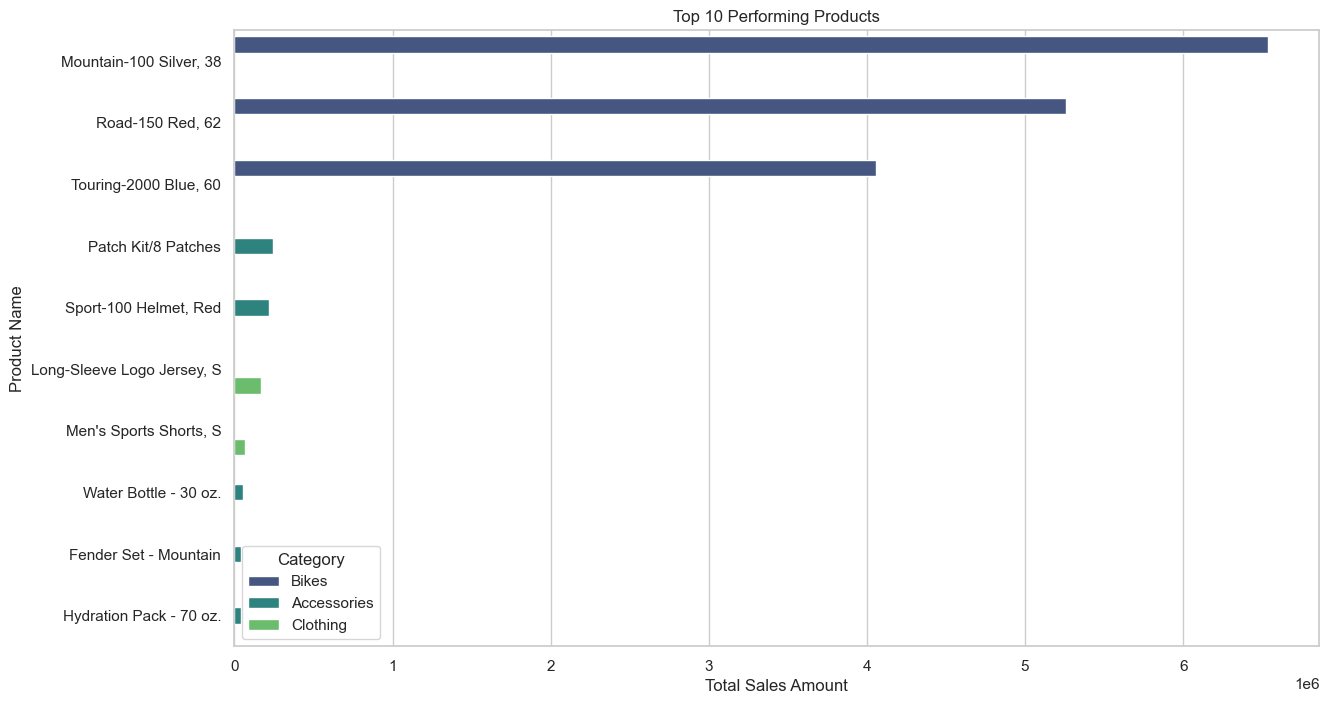 Top 10 Performing Products
Product Name
Mountain-100 Silver, 38
Road-150 Red, 62
Touring-2000 Blue, 60
Patch Kit/8 Patches
Sport-100 Helmet, Red
Long-Sleeve Logo Jersey, S
Men's Sports Shorts, S
Water Bottle - 30 oz.
Fender Set - Mountain
Hydration Pack - 70 oz.
Category
Bikes
Accessories
Clothing
0 1 2 3 4 5 6
1e6
Total Sales Amount